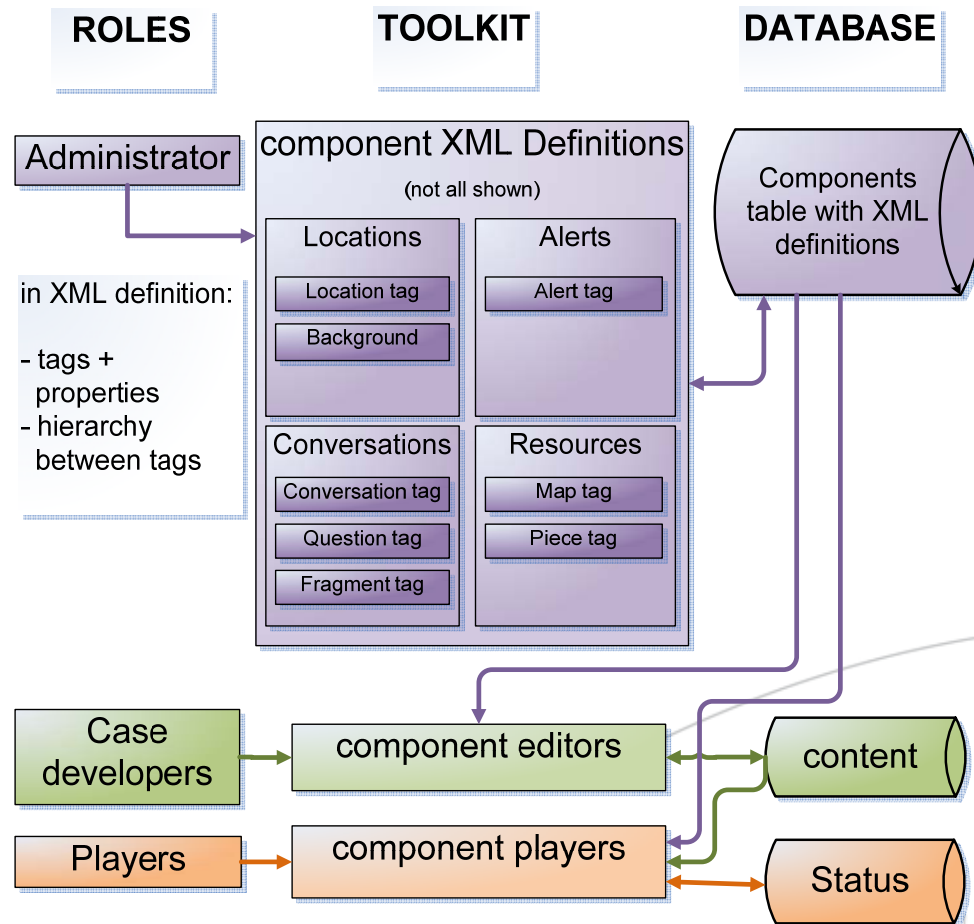 ROLES
TOOLKIT
DATABASE
Administrator
component XML Definitions
(not all shown)
Locations
Location tag
Background
Alerts
Alert tag
Conversations
Conversation tag
Question tag
Fragment tag
Resources
Map tag
Piece tag
Components
table with XML
definitions
in XML definition:
- tags +
properties
- hierarchy
between tags
Case
developers
component editors
content
Players
component players
Status